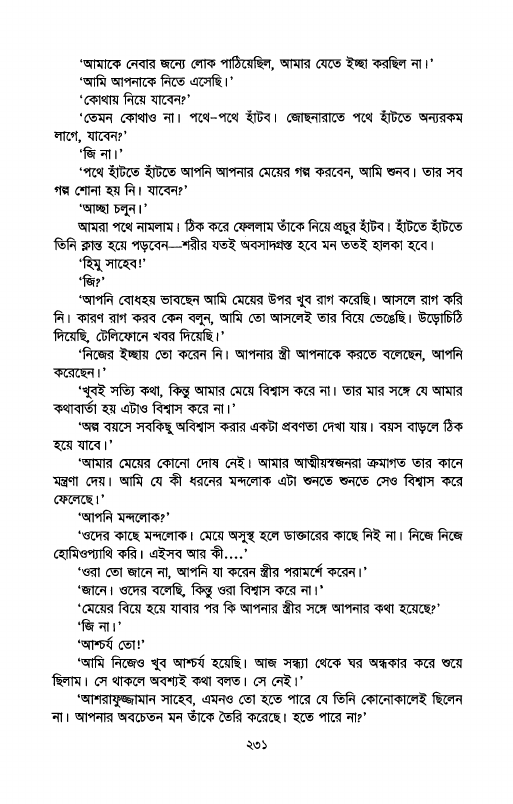 ‘আমাকে নেবার জন্যে লোক পাঠিয়েছিল, আমার যেতে ইচ্ছা করছিল না।’
‘আমি আপনাকে নিতে এসেছি।’
‘কোথায় নিয়ে যাবেন?’
‘তেমন কোথাও না। পথে-পথে হাঁটব। জোছনারাতে পথে হাঁটতে অন্যরকম
লাগে, যাবেন?’
‘জি না।’
‘পথে হাঁটতে হাঁটতে আপনি আপনার মেয়ের গল্প করবেন, আমি শুনব। তার সব
গল্প শোনা হয় নি। যাবেন?’
‘আচ্ছা চলুন।’
আমরা পথে নামলাম। ঠিক করে ফেললাম তাঁকে নিয়ে প্রচুর হাঁটব। হাঁটতে হাঁটতে
তিনি ক্লান্ত হয়ে পড়বেন—শরীর যতই অবসাদগ্রস্ত হবে মন ততই হালকা হবে।
‘হিমু সাহেব!’
‘জি?’
‘আপনি বোধহয় ভাবছেন আমি মেয়ের উপর খুব রাগ করেছি। আসলে রাগ করি
নি। কারণ রাগ করব কেন বলুন, আমি তো আসলেই তার বিয়ে ভেঙেছি। উড়োচিঠি
দিয়েছি, টেলিফোনে খবর দিয়েছি।’
‘নিজের ইচ্ছায় তো করেন নি। আপনার স্ত্রী আপনাকে করতে বলেছেন, আপনি
করেছেন।’
‘খুবই সত্যি কথা, কিন্তু আমার মেয়ে বিশ্বাস করে না। তার মার সঙ্গে যে আমার
কথাবার্তা হয় এটাও বিশ্বাস করে না।’
‘অল্প বয়সে সবকিছু অবিশ্বাস করার একটা প্রবণতা দেখা যায়। বয়স বাড়লে ঠিক
হয়ে যাবে।’
‘আমার মেয়ের কোনো দোষ নেই। আমার আত্মীয়স্বজনরা ক্রমাগত তার কানে
মন্ত্রণা দেয়। আমি যে কী ধরনের মন্দলোক এটা শুনতে শুনতে সেও বিশ্বাস করে
ফেলেছে।’
‘আপনি মন্দলোক?’
‘ওদের কাছে মন্দলোক। মেয়ে অসুস্থ হলে ডাক্তারের কাছে নিই না। নিজে নিজে
হোমিওপ্যাথি করি। এইসব আর কী....’
‘ওরা তো জানে না, আপনি যা করেন স্ত্রীর পরামর্শে করেন।’
‘জানে। ওদের বলেছি, কিন্তু ওরা বিশ্বাস করে না।’
‘মেয়ের বিয়ে হয়ে যাবার পর কি আপনার স্ত্রীর সঙ্গে আপনার কথা হয়েছে?’
‘জি না।’
‘আশ্চর্য তো!’
‘আমি নিজেও খুব আশ্চর্য হয়েছি। আজ সন্ধ্যা থেকে ঘর অন্ধকার করে শুয়ে
ছিলাম। সে থাকলে অবশ্যই কথা বলত। সে নেই।’
‘আশরাফুজ্জামান সাহেব, এমনও তো হতে পারে যে তিনি কোনোকালেই ছিলেন
না। আপনার অবচেতন মন তাঁকে তৈরি করেছে। হতে পারে না?’
২৩১